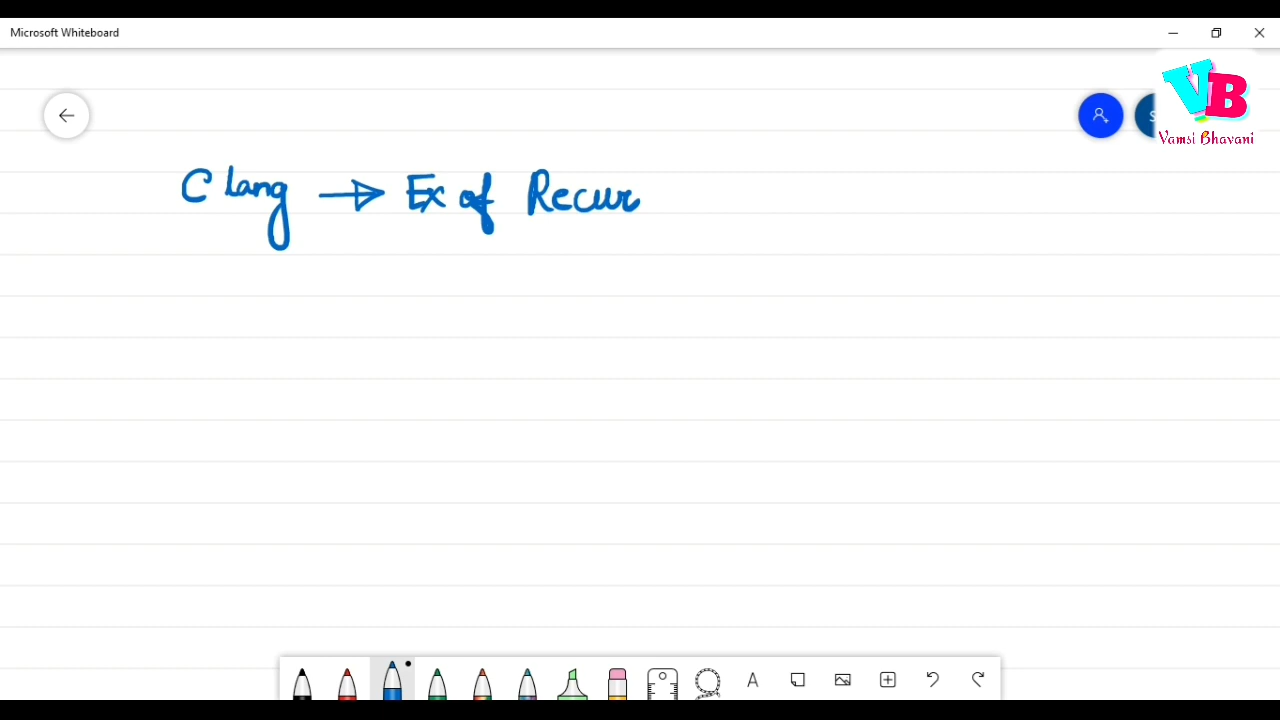 Microsoft Whiteboard
VB
Vamsi Bhavani
C lang → Ex of Recur
A